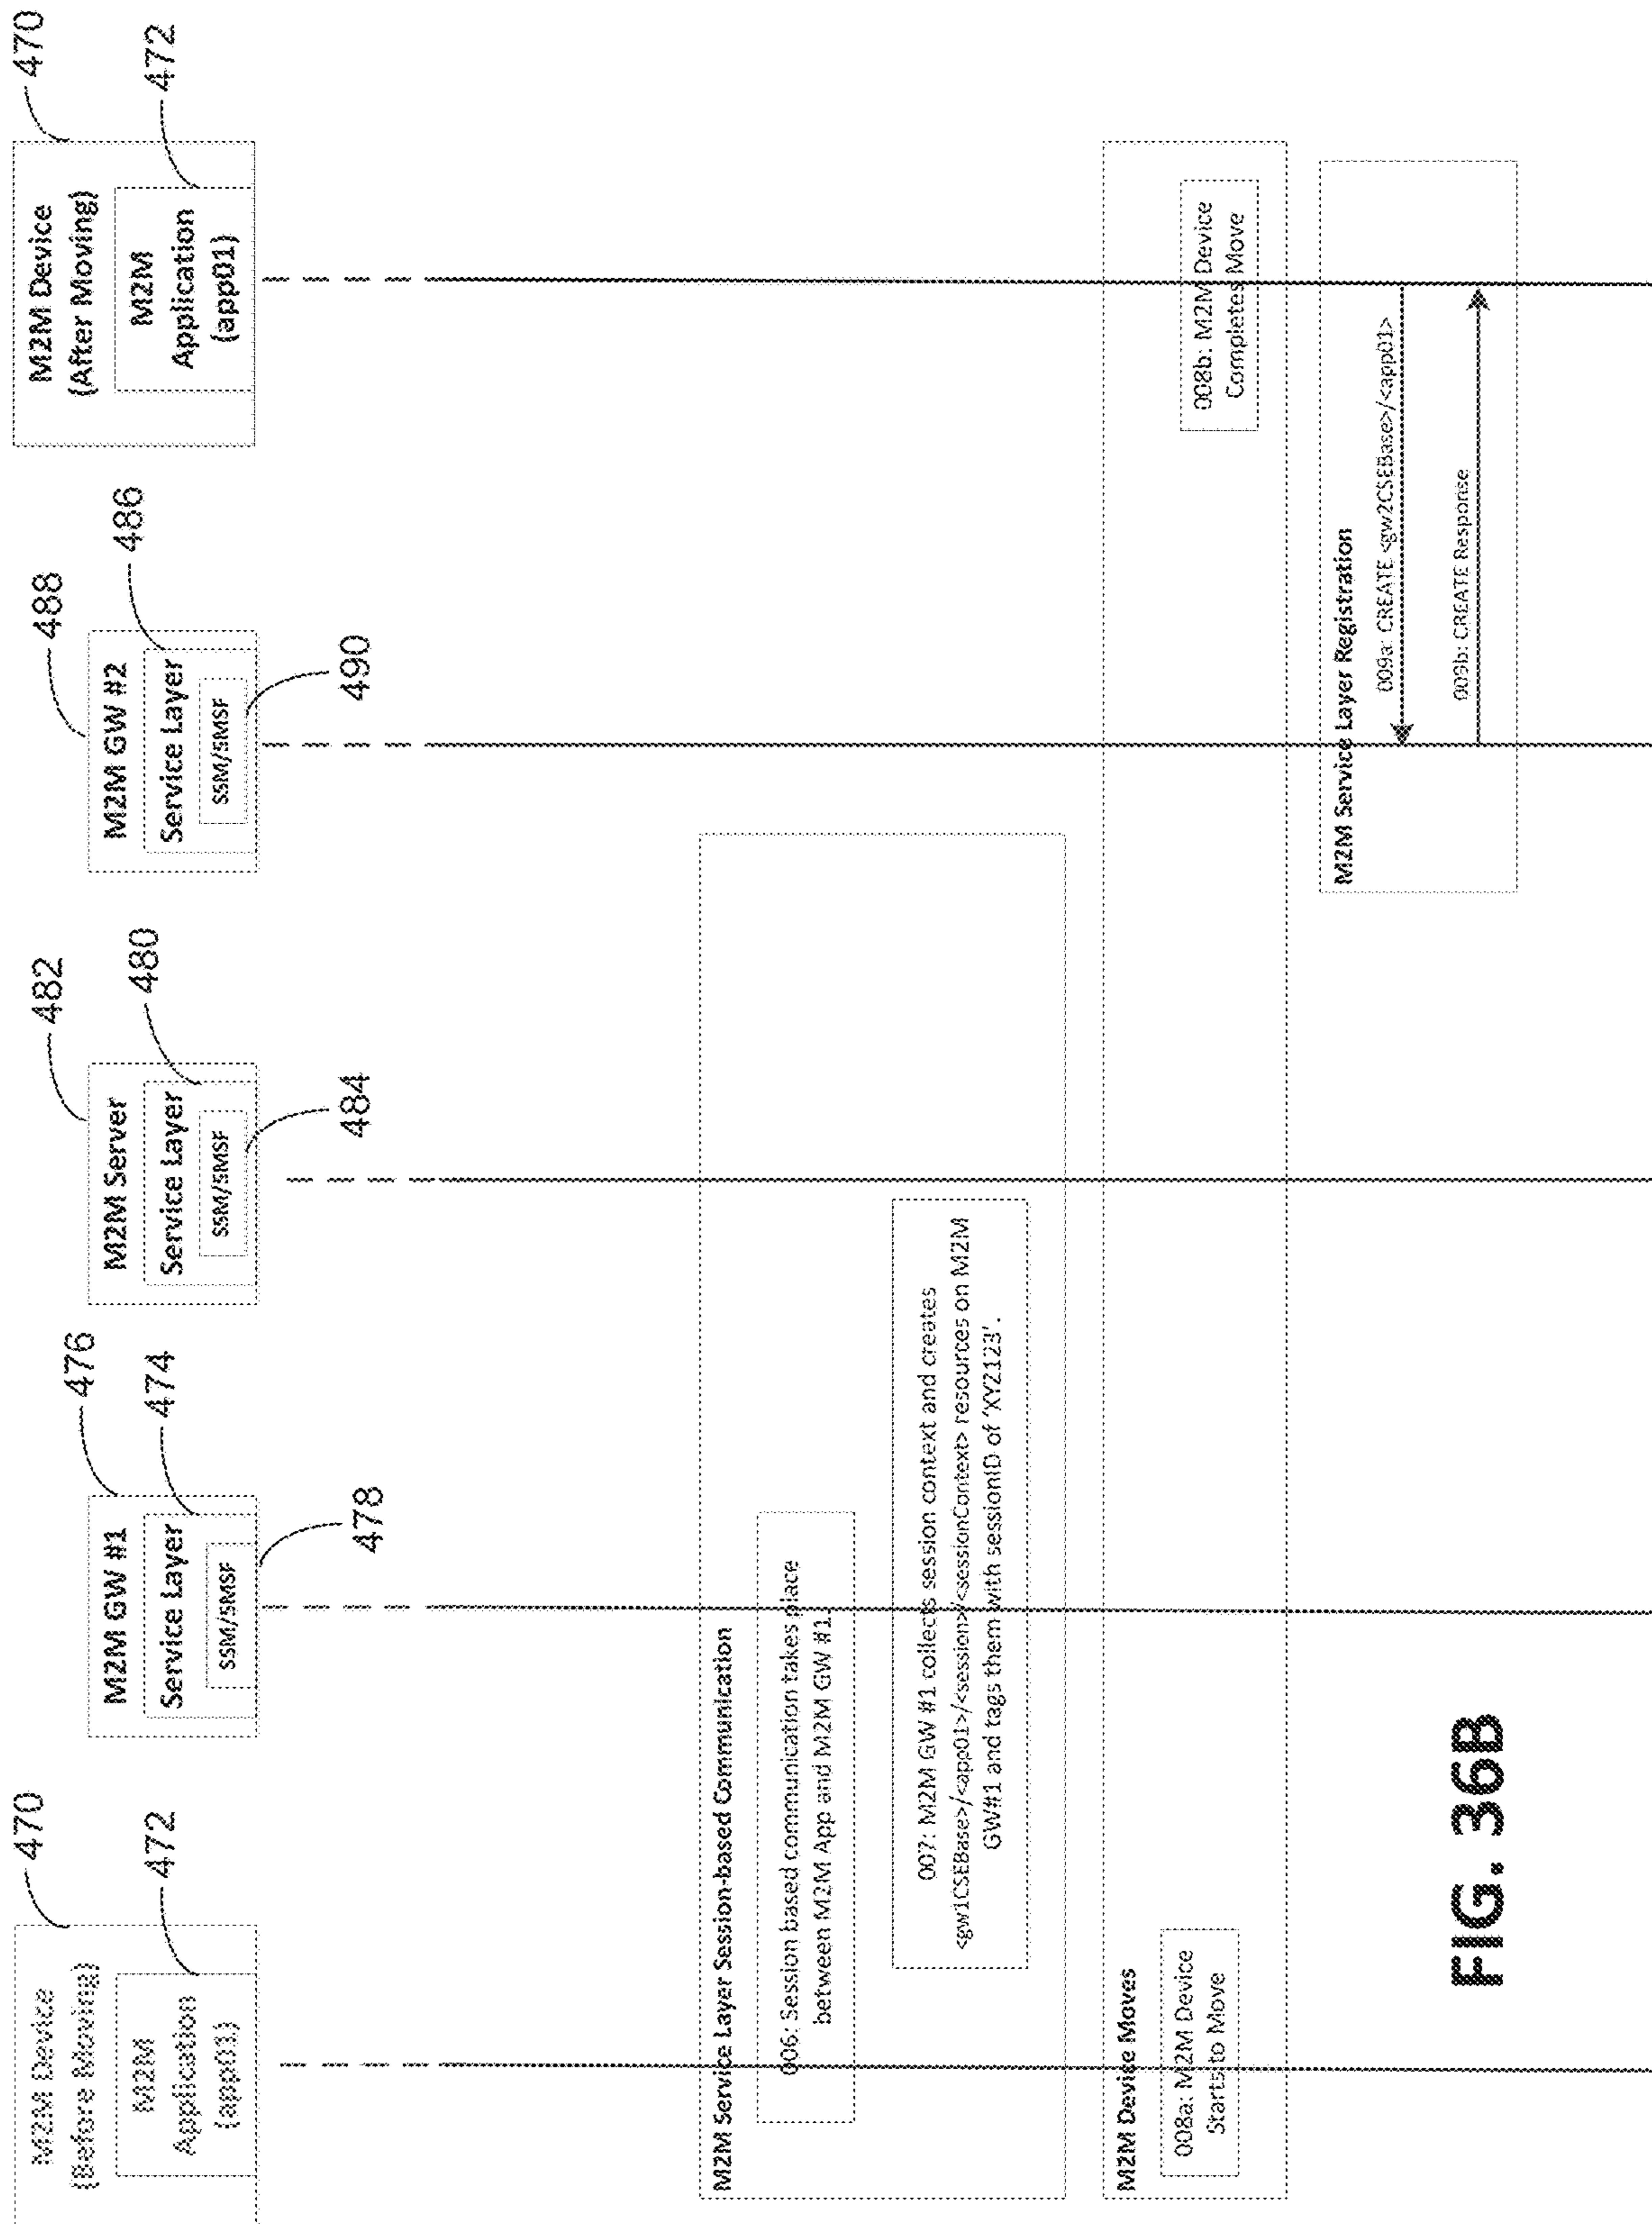 470
M2M Device
(Before Moving)
472
M2M
Application
(app01)
476
M2M GW #1
474
Service Layer
SSM/SMSF
478
482
M2M Server
480
Service Layer
SSM/SMSF
484
488
M2M GW #2
486
Service Layer
SSM/SMSF
490
470
M2M Device
(After Moving)
472
M2M
Application
(app01)
M2M Service Layer Session-based Communication
006: Session based communication takes place
between M2M App and M2M GW #1
007: M2M GW #1 collects session context and creates
<gw1CSEBase>/<app01>/<session>/<sessionContext> resources on M2M
GW#1 and tags them with sessionID of 'XYZ123'.
M2M Device Moves
008a: M2M Device
Starts to Move
008b: M2M Device
Completes Move
M2M Service Layer Registration
009a: CREATE <gw2CSEBase>/<app01>
009b: CREATE Response
FIG. 36B